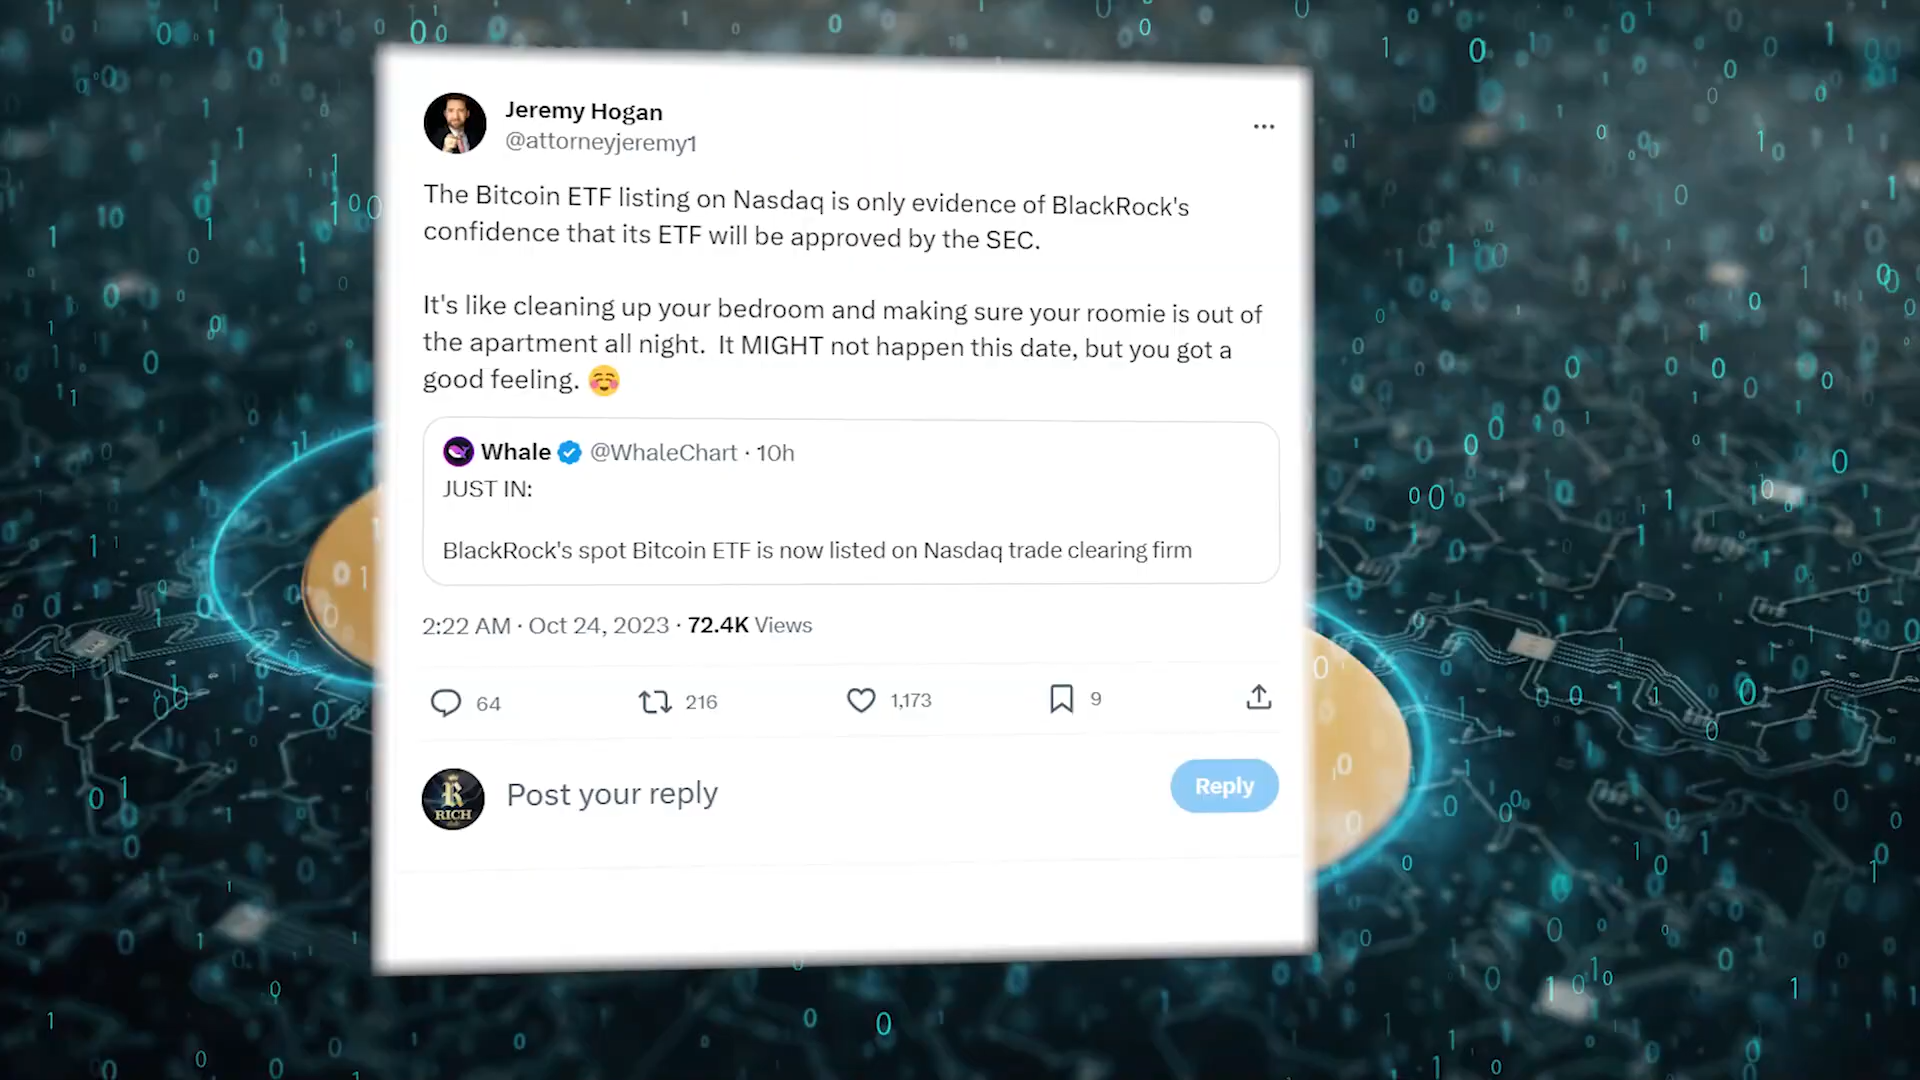 Jeremy Hogan
@attorneyjeremy1
The Bitcoin ETF listing on Nasdaq is only evidence of BlackRock's
confidence that its ETF will be approved by the SEC.
It's like cleaning up your bedroom and making sure your roomie is out of
the apartment all night. It MIGHT not happen this date, but you got a
good feeling. ☺️
Whale @WhaleChart · 10h
JUST IN:
BlackRock's spot Bitcoin ETF is now listed on Nasdaq trade clearing firm
2:22 AM · Oct 24, 2023 · 72.4K Views
64 216 1,173 9
R
RICH
Post your reply
Reply